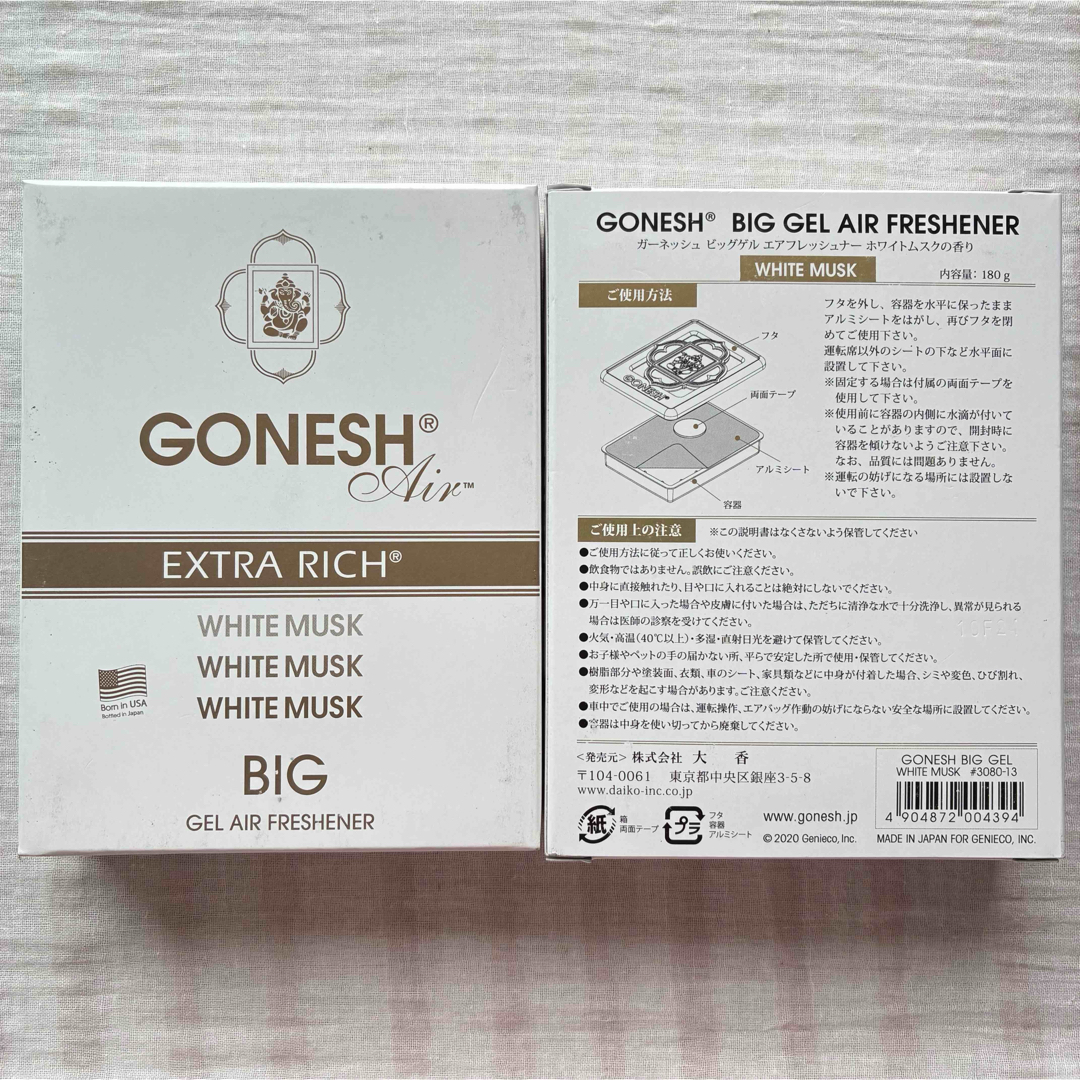 GONESH®
Air™
EXTRA RICH®
WHITE MUSK
WHITE MUSK
WHITE MUSK
Born in USA
Bottled in Japan.
BIG
GEL AIR FRESHENER
GONESH® BIG GEL AIR FRESHENER
ガーネッシュ ビッグゲル エアフレッシュナー ホワイトムスクの香り
WHITE MUSK
内容量：180g
ご使用方法
フタ
両面テープ
GONESH®
アルミシート
容器
フタを外し、容器を水平に保ったまま
アルミシートをはがし、再びフタを閉
めてご使用下さい。
運転席以外のシートの下など水平面に
設置して下さい。
※固定する場合は付属の両面テープを
使用して下さい。
※使用前に容器の内側に水滴が付いて
いることがありますので、開封時に
容器を傾けないようご注意下さい。
なお、品質には問題ありません。
※運転の妨げになる場所には設置しな
いで下さい。
ご使用上の注意 ※この説明書はなくさないよう保管してください
●ご使用方法に従って正しくお使いください。
●飲食物ではありません。誤飲にご注意ください。
●中身に直接触れたり、目や口に入れることは絶対にしないでください。
●万一目や口に入った場合や皮膚に付いた場合は、ただちに清浄な水で十分洗浄し、異常が見られる
場合は医師の診察を受けてください。
●火気・高温（40℃以上）・多湿・直射日光を避けて保管してください。
●お子様やペットの手の届かない所、平らで安定した所で使用・保管してください。
●樹脂部分や塗装面、衣類、車のシート、家具類などに中身が付着した場合、シミや変色、ひび割れ、
変形などを起こす場合があります。ご注意ください。
●車中でご使用の場合は、運転操作、エアバッグ作動の妨げにならない安全な場所に設置してください。
●容器は中身を使い切ってから廃棄してください。
＜発売元＞株式会社 大 香
〒104-0061 東京都中央区銀座3-5-8
www.daiko-inc.co.jp
紙
箱
両面テープ
プラ
フタ
容器
アルミシート
www.gonesh.jp
© 2020 Genieco, Inc.
GONESH BIG GEL
WHITE MUSK #3080-13
4 904872 004394
MADE IN JAPAN FOR GENIECO, INC.